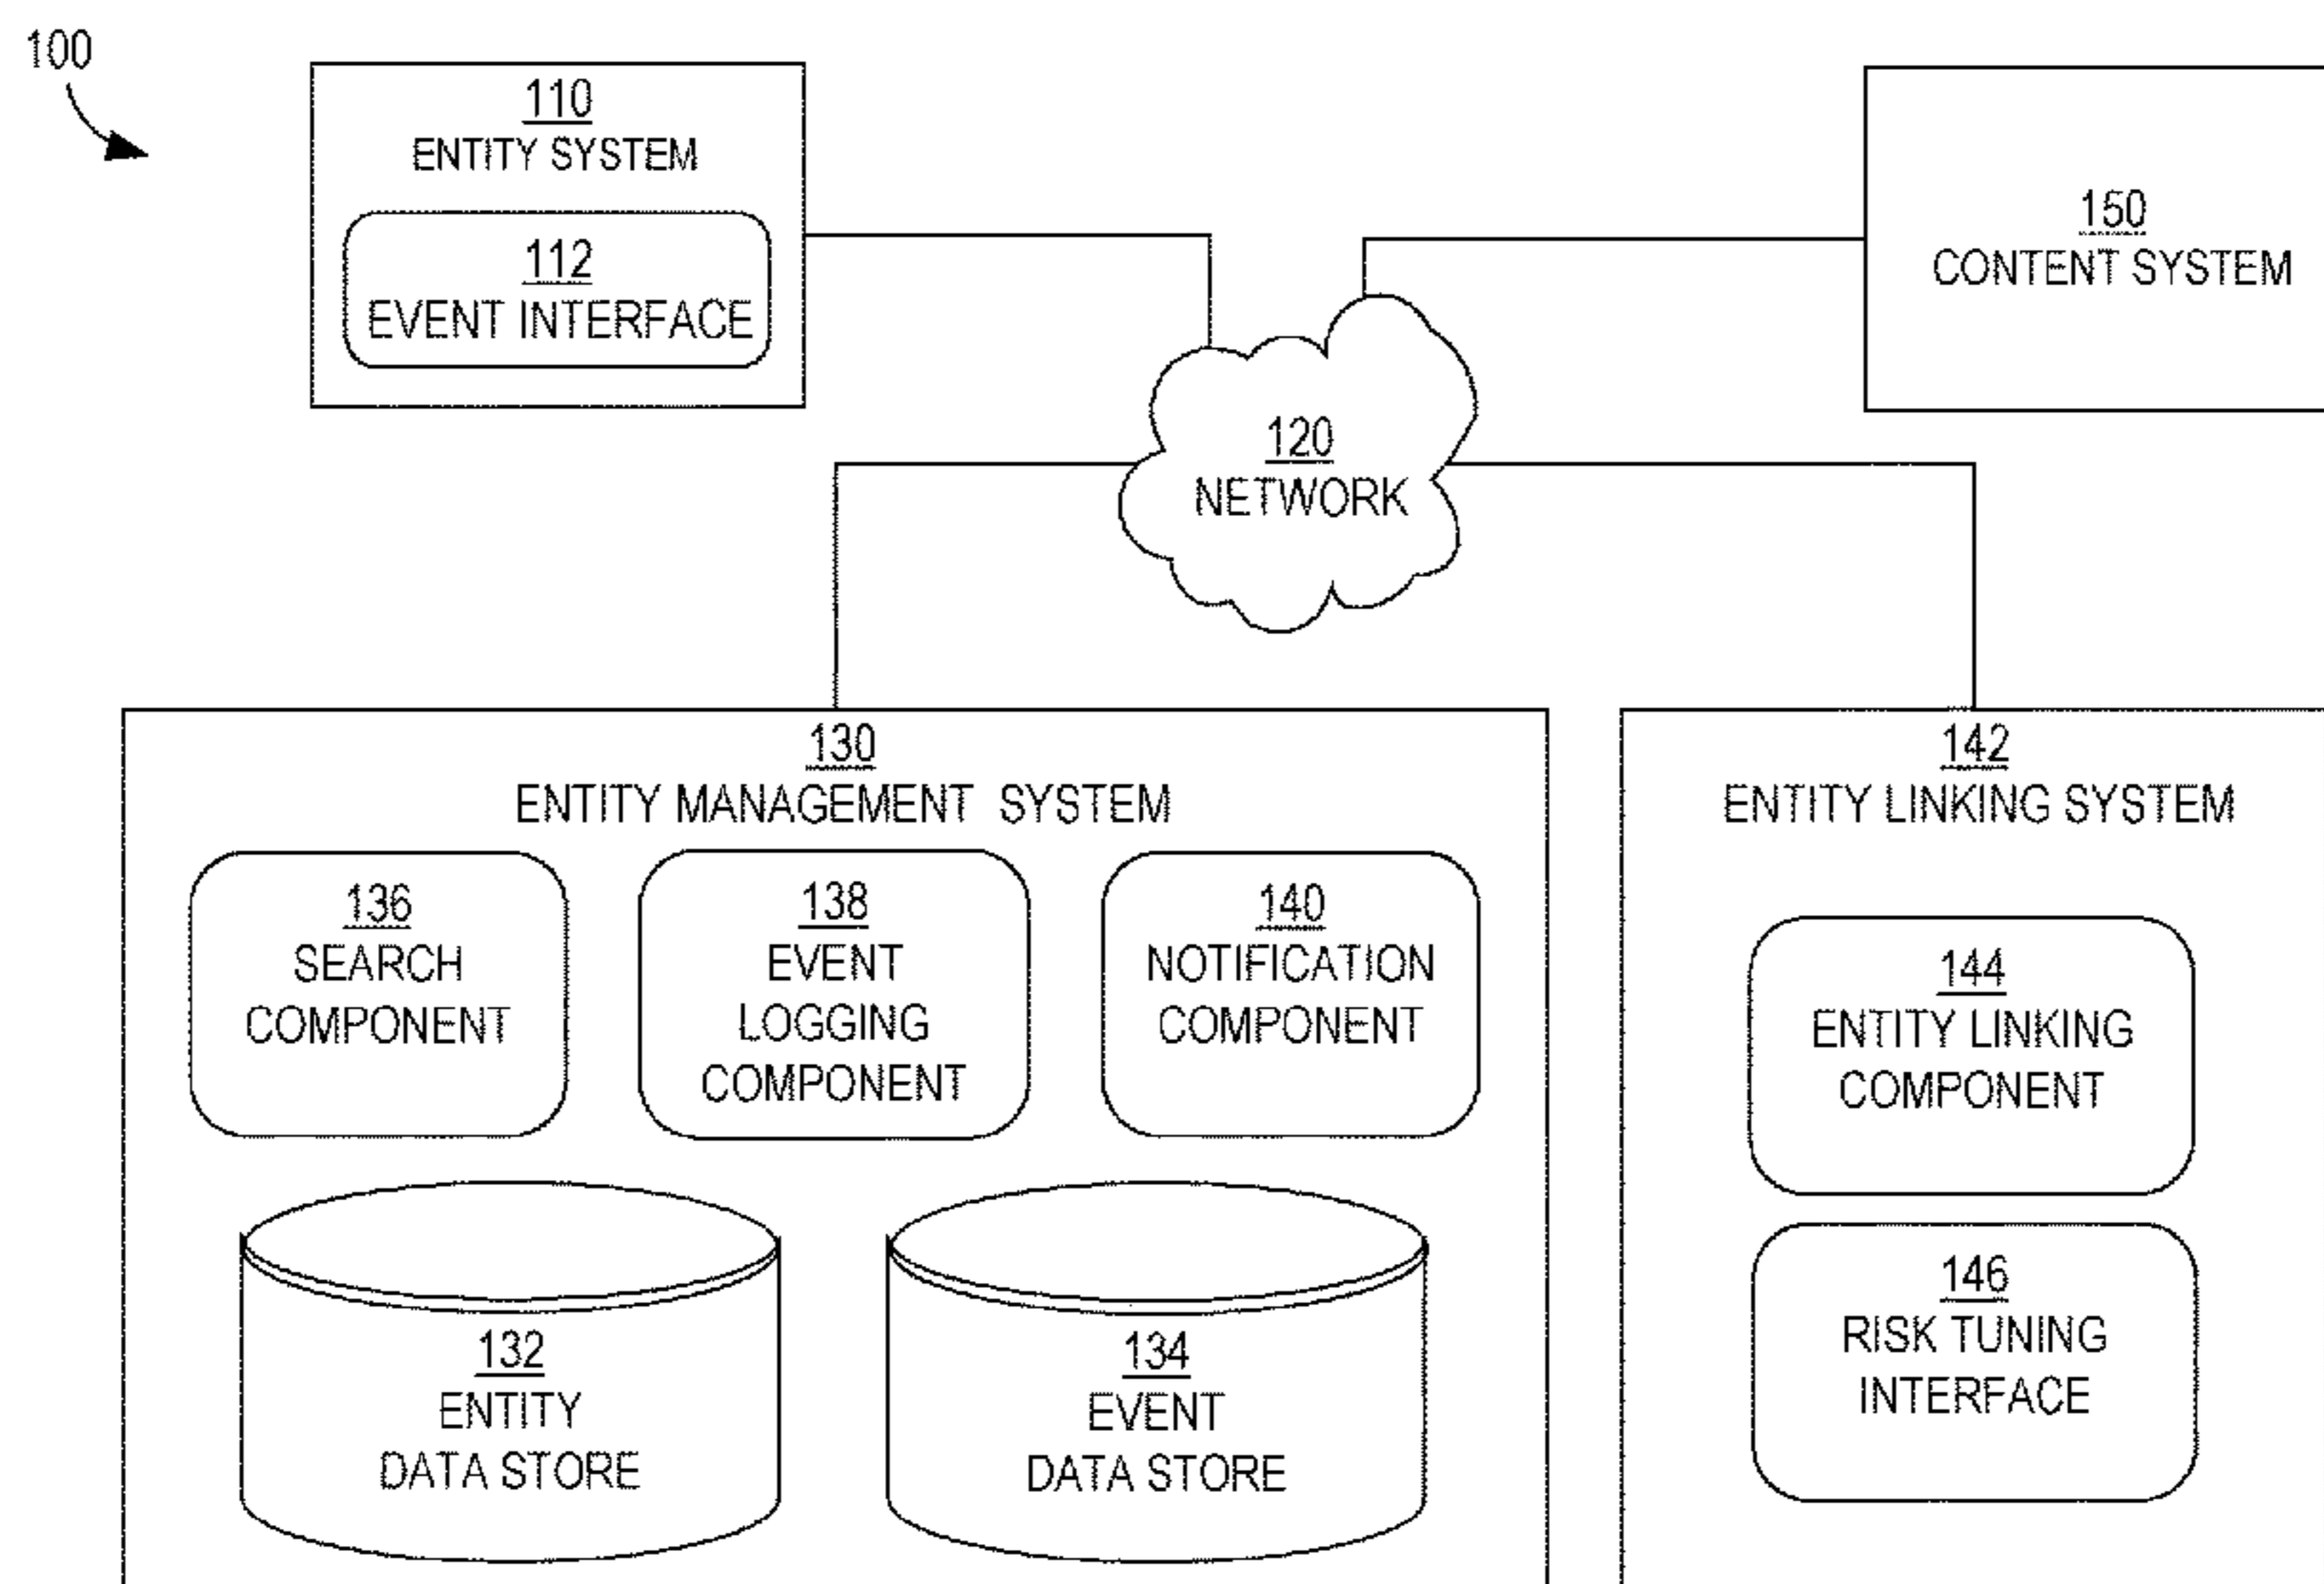 100
110
ENTITY SYSTEM
112
EVENT INTERFACE
150
CONTENT SYSTEM
120
NETWORK
130
ENTITY MANAGEMENT SYSTEM
136
SEARCH
COMPONENT
138
EVENT
LOGGING
COMPONENT
140
NOTIFICATION
COMPONENT
132
ENTITY
DATA STORE
134
EVENT
DATA STORE
142
ENTITY LINKING SYSTEM
144
ENTITY LINKING
COMPONENT
146
RISK TUNING
INTERFACE